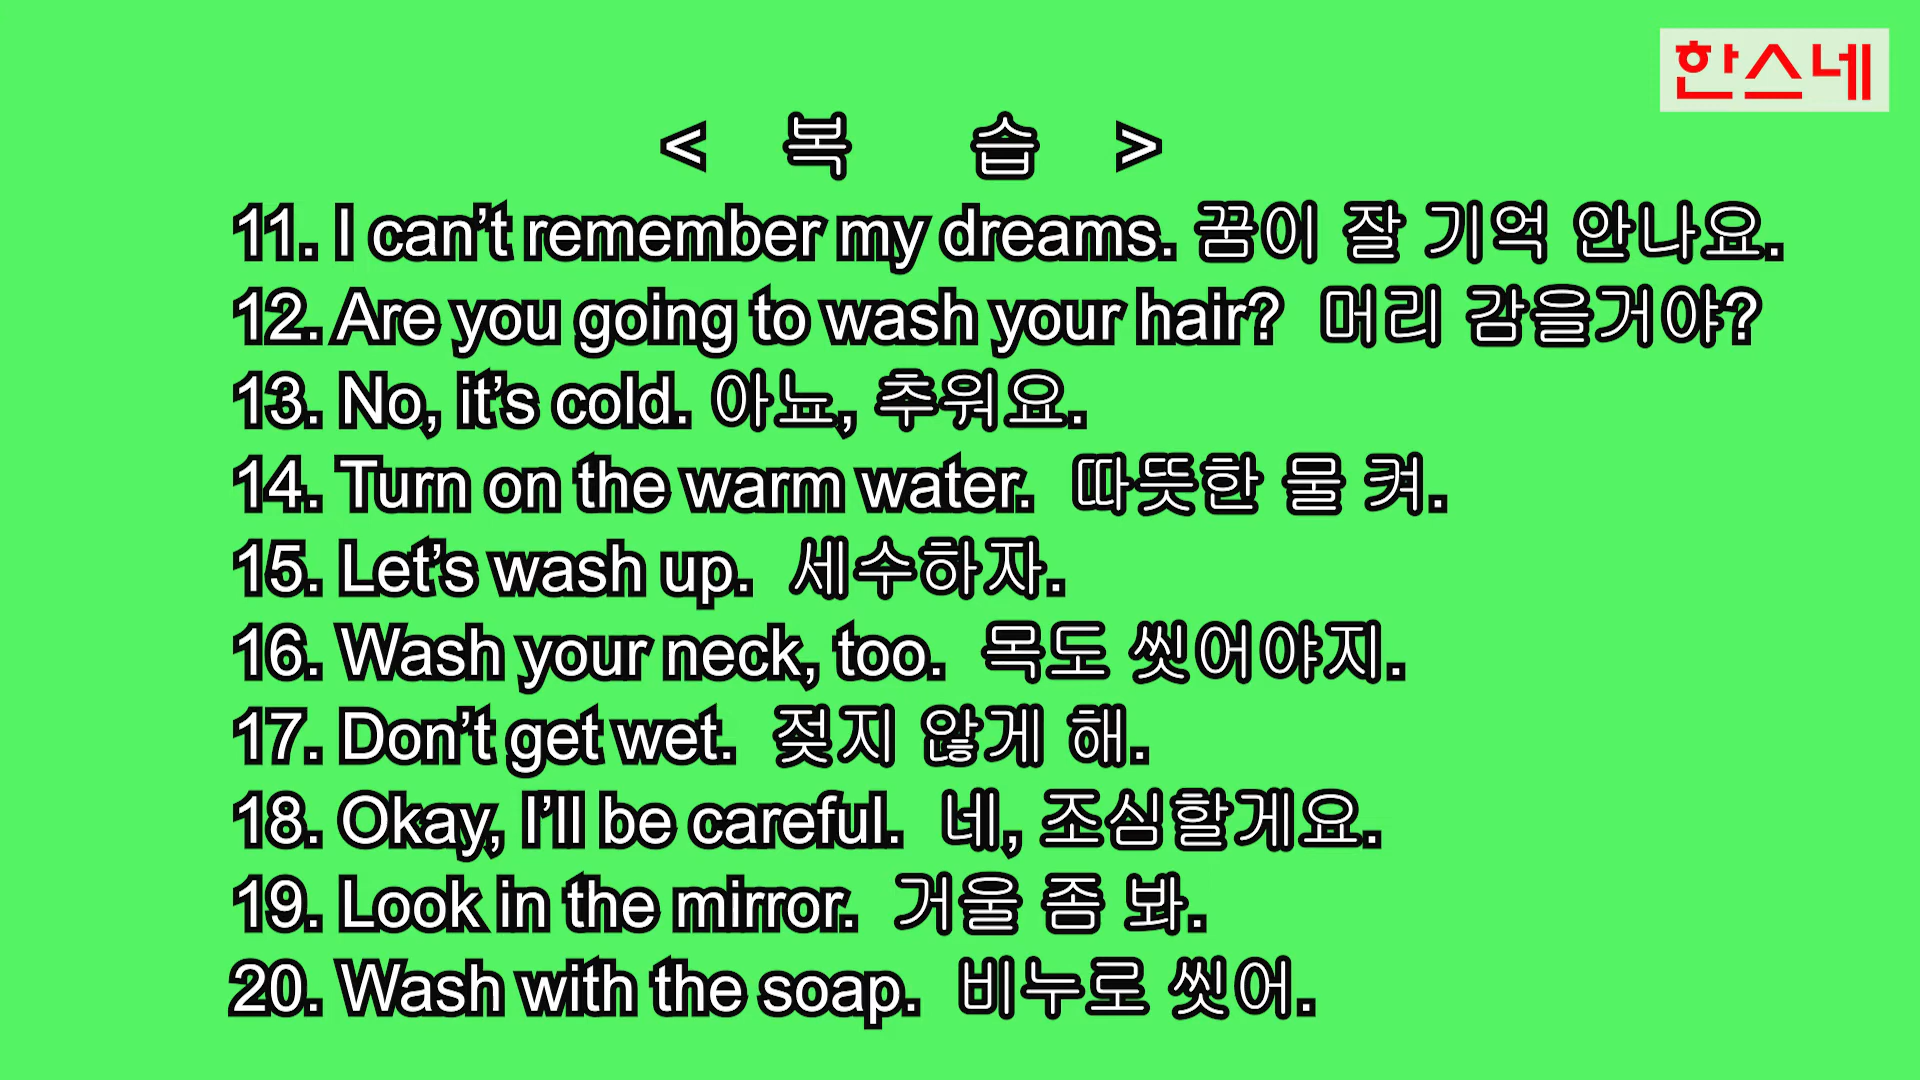 한스네
< 복 습 >
11. I can’t remember my dreams. 꿈이 잘 기억 안나요.
12. Are you going to wash your hair? 머리 감을거야?
13. No, it’s cold. 아뇨, 추워요.
14. Turn on the warm water. 따뜻한 물 켜.
15. Let’s wash up. 세수하자.
16. Wash your neck, too. 목도 씻어야지.
17. Don’t get wet. 젖지 않게 해.
18. Okay, I’ll be careful. 네, 조심할게요.
19. Look in the mirror. 거울 좀 봐.
20. Wash with the soap. 비누로 씻어.